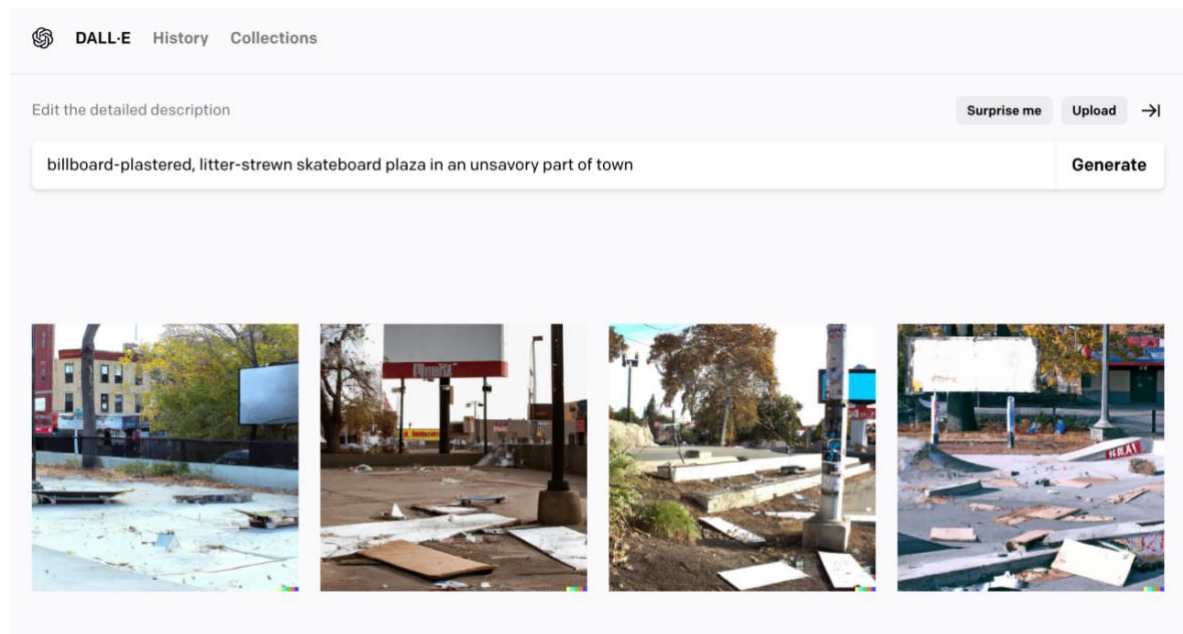 DALL·E History Collections
Edit the detailed description
Surprise me Upload
billboard-plastered, litter-strewn skateboard plaza in an unsavory part of town
Generate